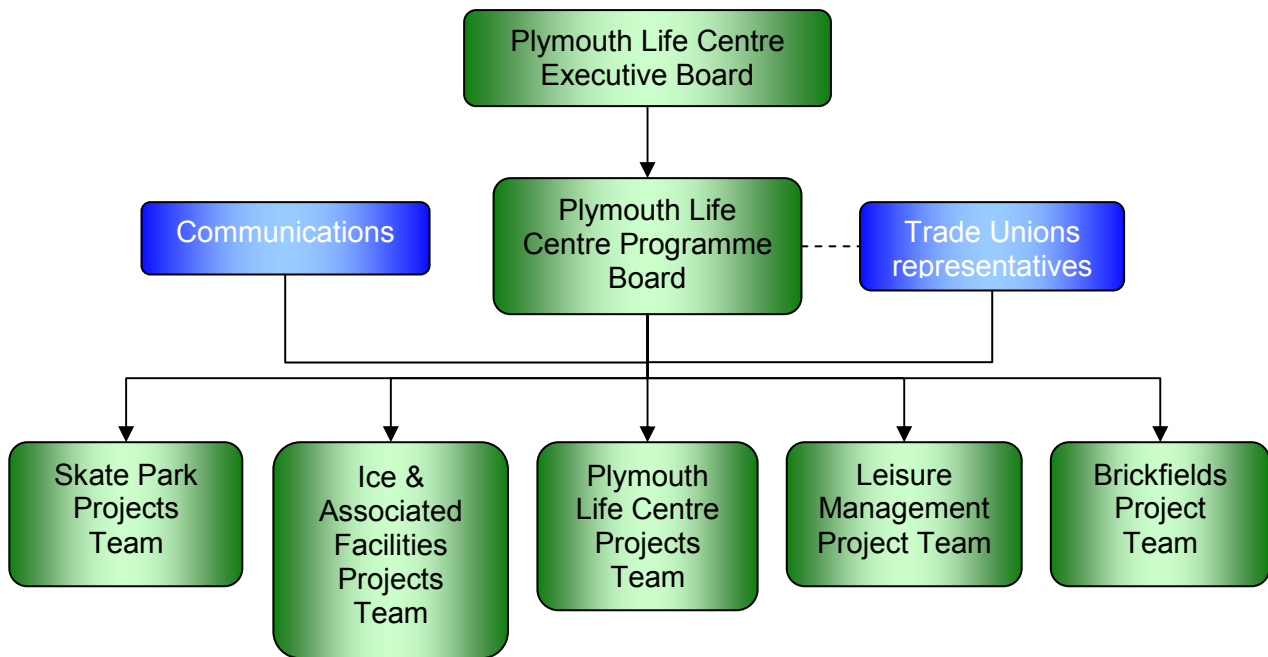 Plymouth Life Centre
Executive Board
Communications
Plymouth Life
Centre Programme
Board
Trade Unions
representatives
Skate Park
Projects
Team
Ice &
Associated
Facilities
Projects
Team
Plymouth
Life Centre
Projects
Team
Leisure
Management
Project Team
Brickfields
Project
Team